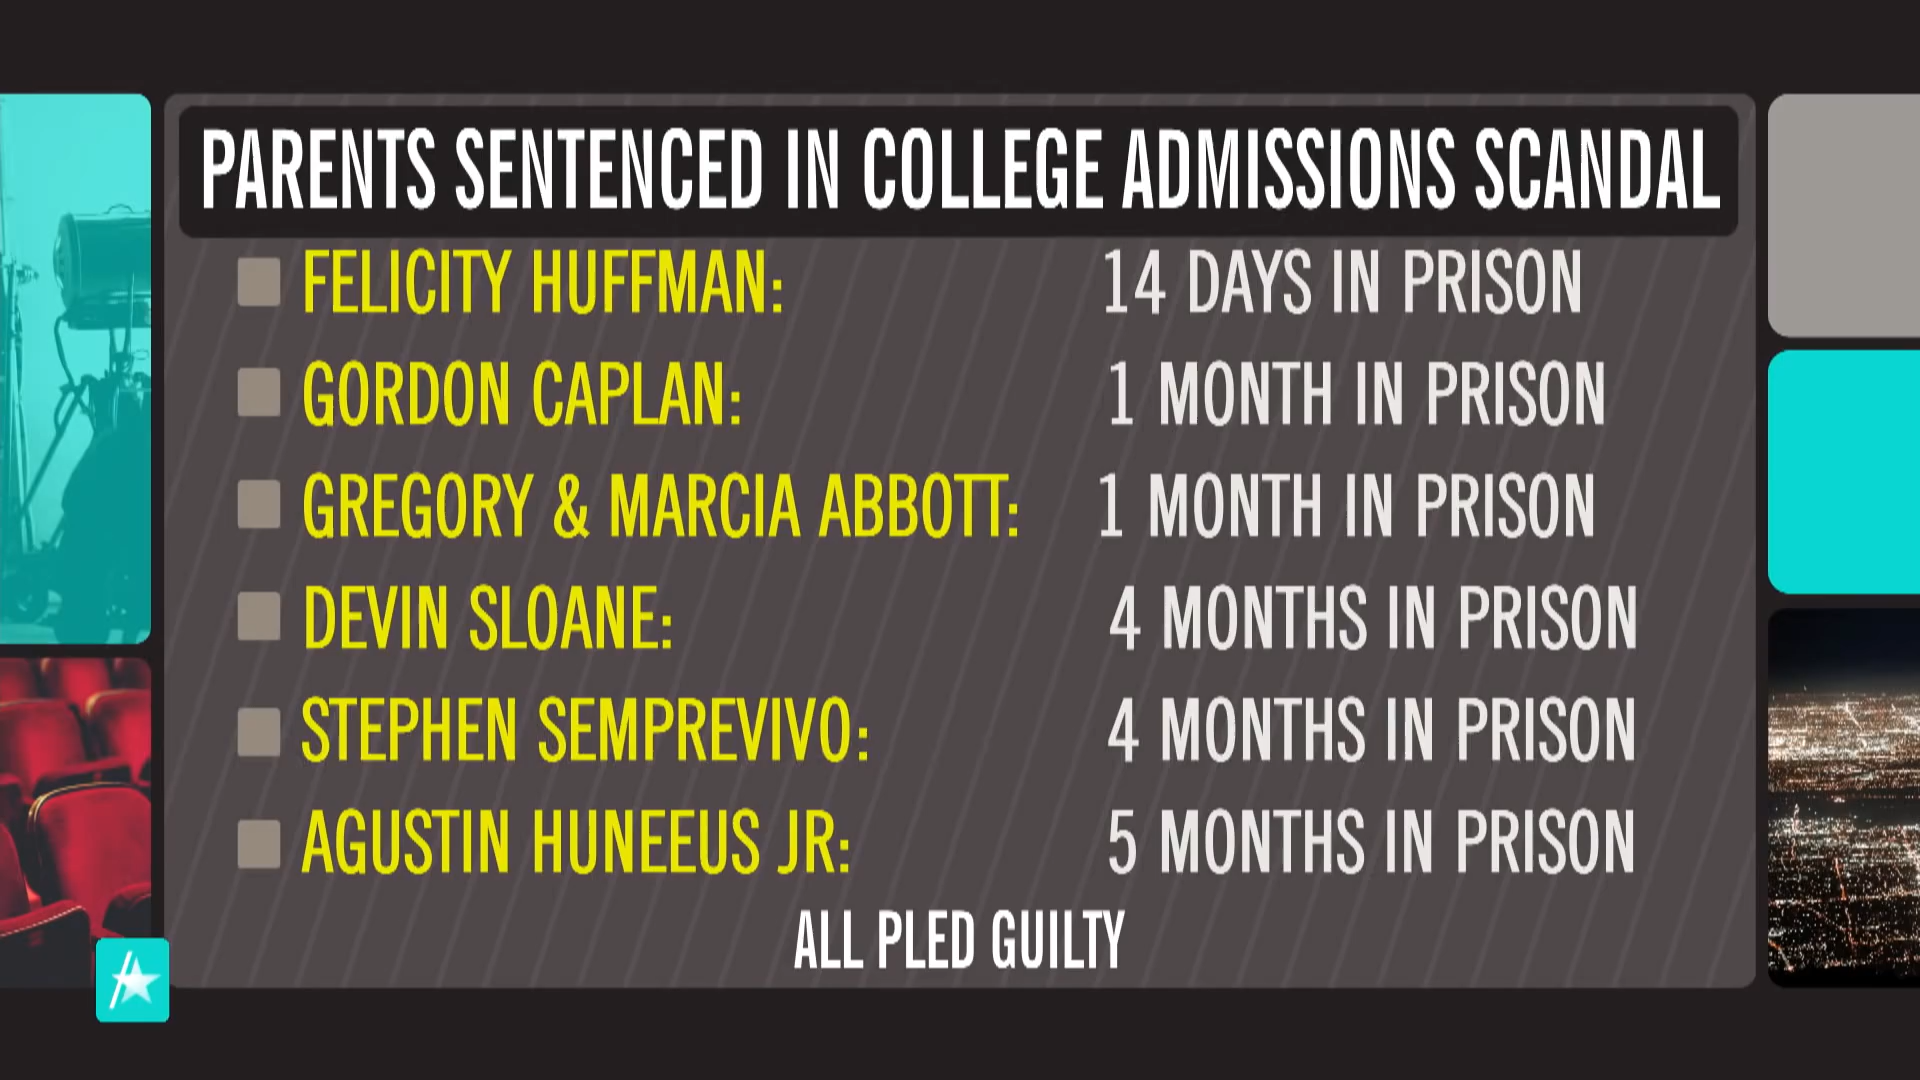 PARENTS SENTENCED IN COLLEGE ADMISSIONS SCANDAL
FELICITY HUFFMAN: 14 DAYS IN PRISON
GORDON CAPLAN: 1 MONTH IN PRISON
GREGORY & MARCIA ABBOTT: 1 MONTH IN PRISON
DEVIN SLOANE: 4 MONTHS IN PRISON
STEPHEN SEMPREVIVO: 4 MONTHS IN PRISON
AGUSTIN HUNEEUS JR: 5 MONTHS IN PRISON
ALL PLED GUILTY